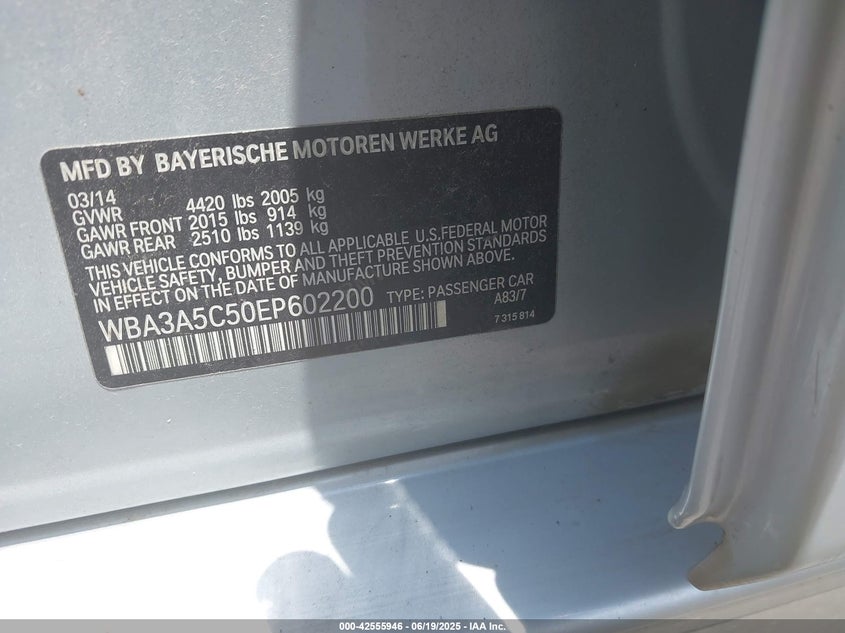 MFD BY BAYERISCHE MOTOREN WERKE AG
03/14
GVWR 4420 lbs 2005 kg
GAWR FRONT 2015 lbs 914 kg
GAWR REAR 2510 lbs 1139 kg
THIS VEHICLE CONFORMS TO ALL APPLICABLE U.S.FEDERAL MOTOR
VEHICLE SAFETY, BUMPER AND THEFT PREVENTION STANDARDS
IN EFFECT ON THE DATE OF MANUFACTURE SHOWN ABOVE.
WBA3A5C50EP602200 TYPE: PASSENGER CAR
A83/7
7 315 814
000-42555946 - 06/19/2025 - IAA Inc.